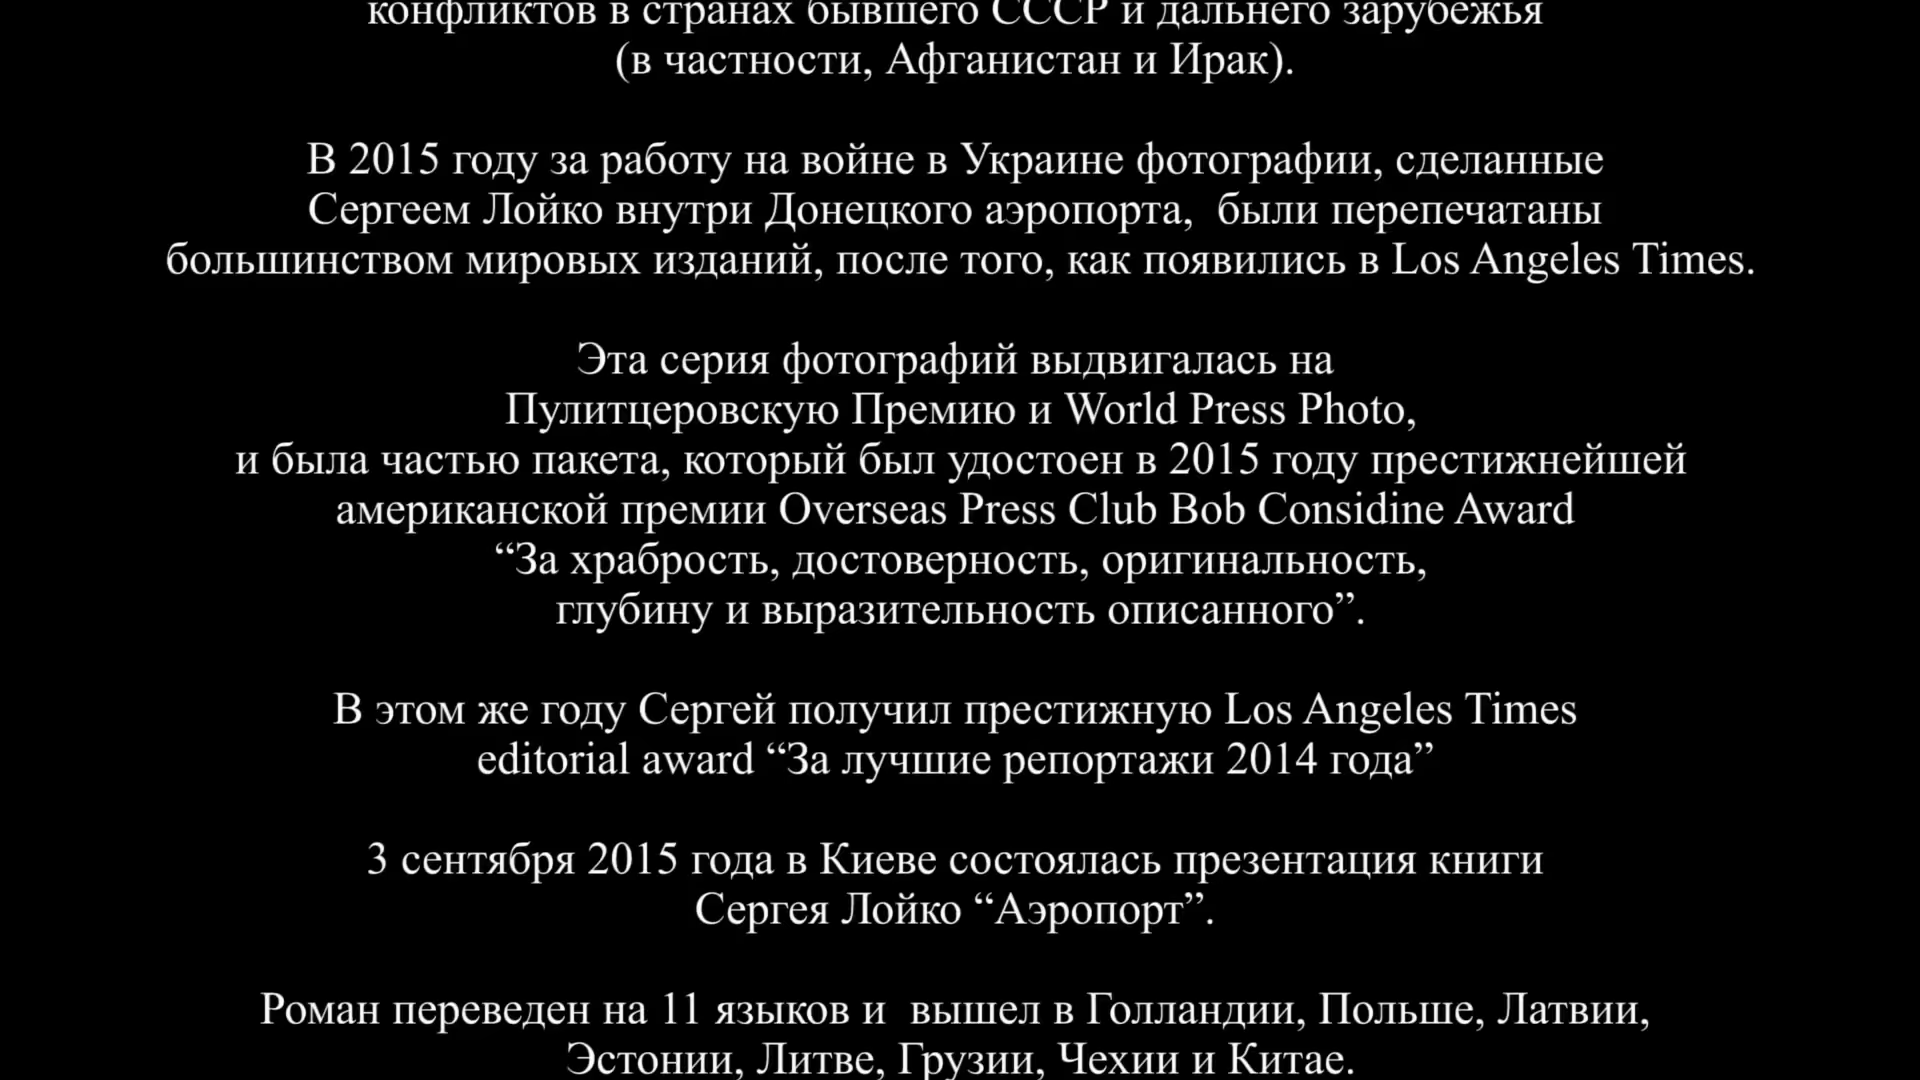 конфликтов в странах бывшего СССР и дальнего зарубежья
(в частности, Афганистан и Ирак).
В 2015 году за работу на войне в Украине фотографии, сделанные
Сергеем Лойко внутри Донецкого аэропорта, были перепечатаны
большинством мировых изданий, после того, как появились в Los Angeles Times.
Эта серия фотографий выдвигалась на
Пулитцеровскую Премию и World Press Photo,
и была частью пакета, который был удостоен в 2015 году престижнейшей
американской премии Overseas Press Club Bob Considine Award
“За храбрость, достоверность, оригинальность,
глубину и выразительность описанного”.
В этом же году Сергей получил престижную Los Angeles Times
editorial award “За лучшие репортажи 2014 года”
3 сентября 2015 года в Киеве состоялась презентация книги
Сергея Лойко “Аэропорт”.
Роман переведен на 11 языков и вышел в Голландии, Польше, Латвии,
Эстонии, Литве, Грузии, Чехии и Китае.